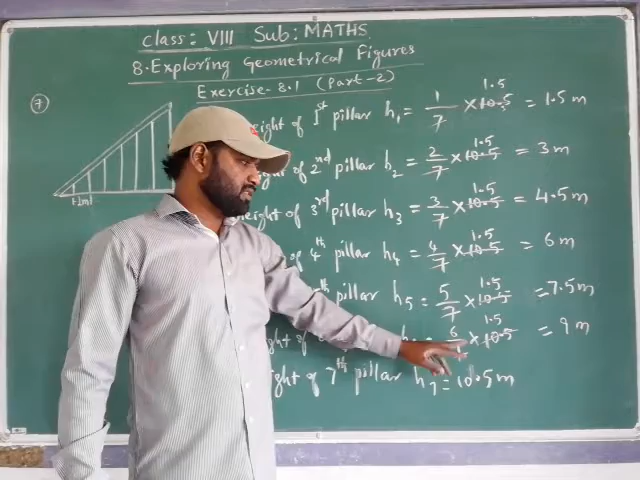 class: VIII Sub: MATHS
8. Exploring Geometrical Figures
Exercise-8.1 (Part-2)
7
1st pillar h1 = 1/7 × 10.5 1.5 = 1.5 m
of 2nd pillar h2 = 2/7 × 10.5 1.5 = 3 m
3rd pillar h3 = 3/7 × 10.5 1.5 = 4.5 m
of 4th pillar h4 = 4/7 × 10.5 1.5 = 6 m
pillar h5 = 5/7 × 10.5 1.5 = 7.5 m
6 × 10.5 1.5 = 9 m
of 7th pillar h7 = 10.5 m